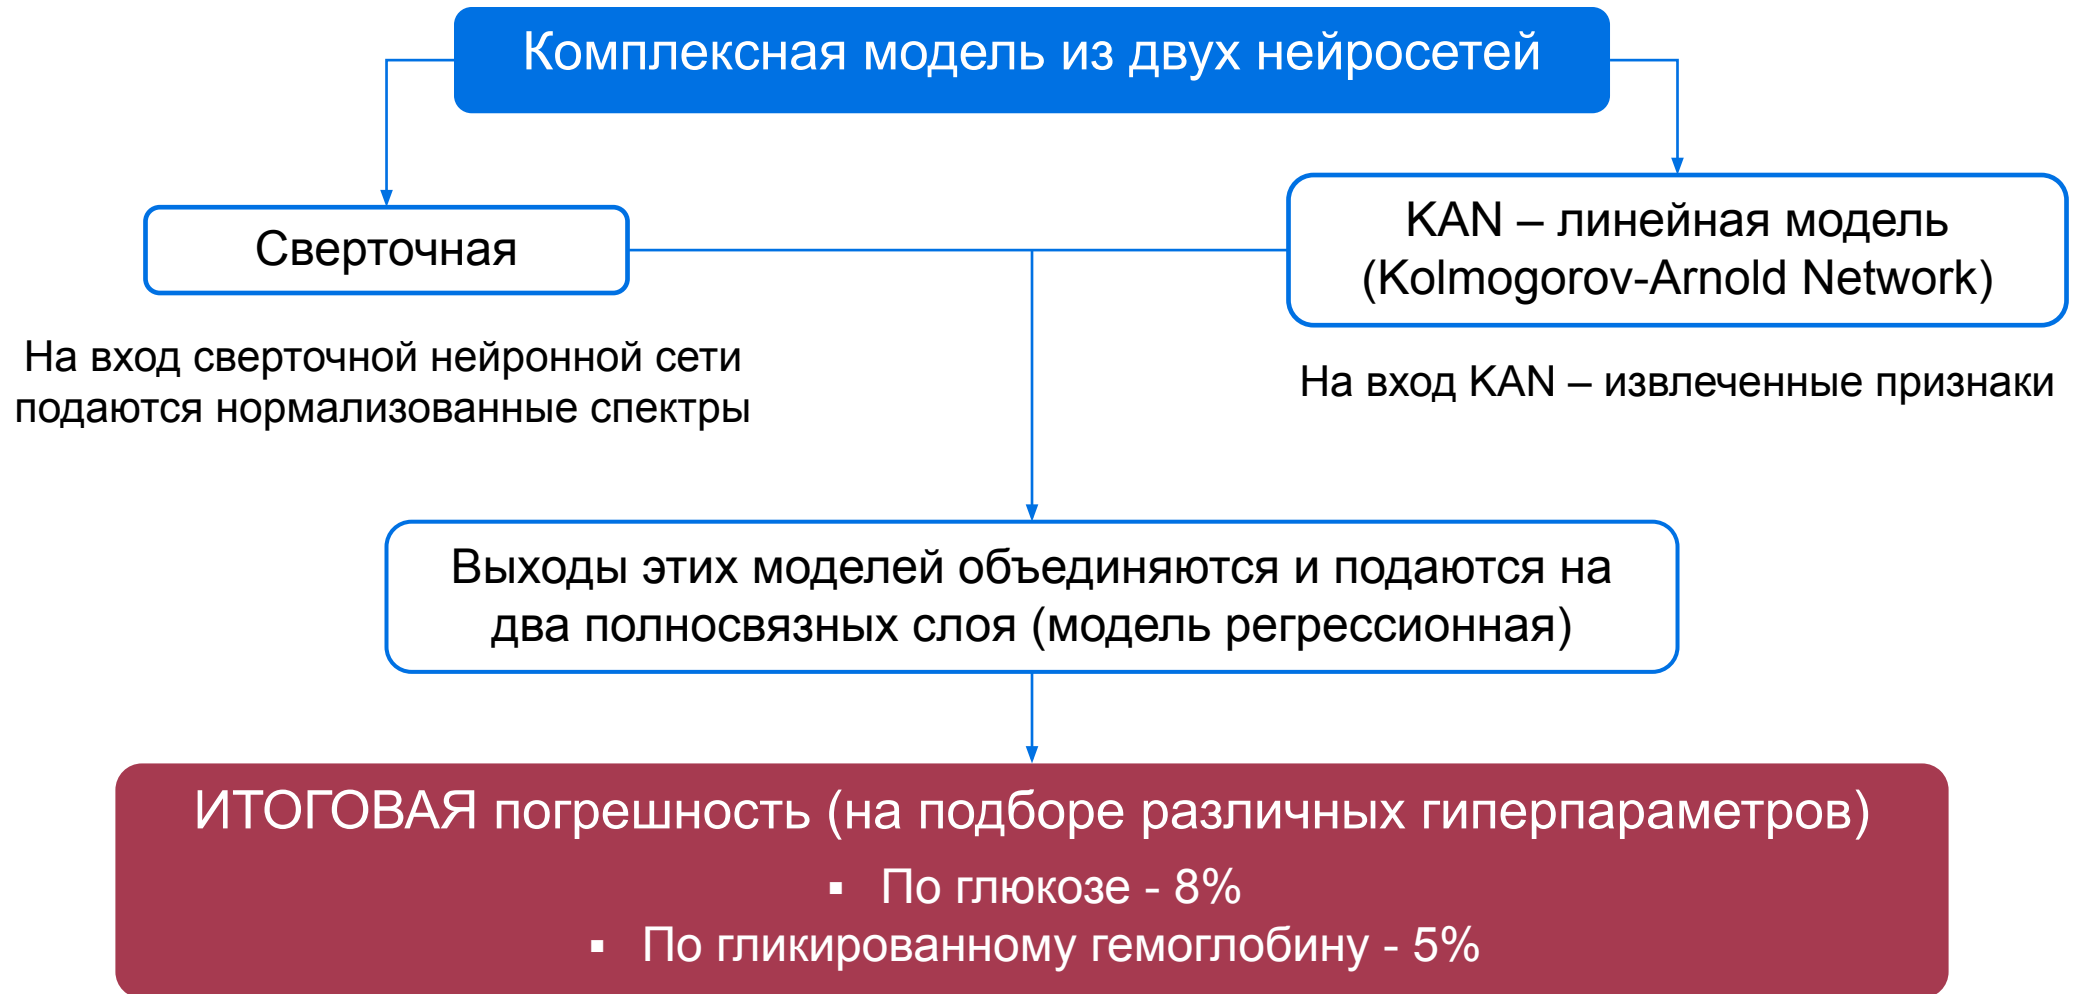 Комплексная модель из двух нейросетей
Сверточная
На вход сверточной нейронной сети
подаются нормализованные спектры
KAN – линейная модель
(Kolmogorov-Arnold Network)
На вход KAN – извлеченные признаки
Выходы этих моделей объединяются и подаются на
два полносвязных слоя (модель регрессионная)
ИТОГОВАЯ погрешность (на подборе различных гиперпараметров)
▪ По глюкозе - 8%
▪ По гликированному гемоглобину - 5%